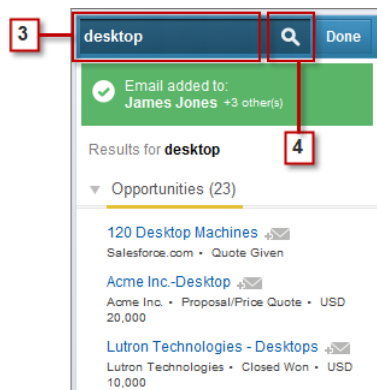 3
desktop
Done
Email added to:
James Jones +3 other(s)
Results for desktop
4
Opportunities (23)
120 Desktop Machines
Salesforce.com • Quote Given
Acme Inc.-Desktop
Acme Inc. • Proposal/Price Quote • USD
20,000
Lutron Technologies - Desktops
Lutron Technologies • Closed Won • USD
10,000